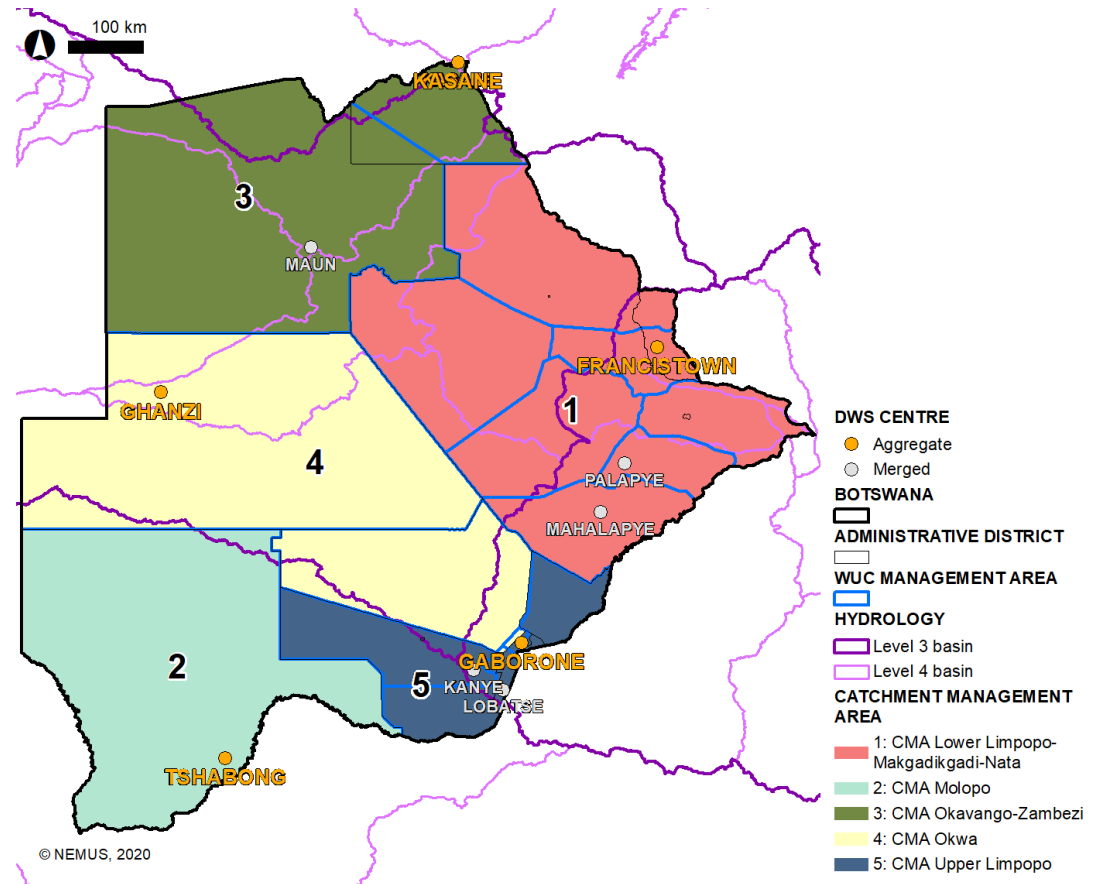 100 km
KASANE
3
MAUN
FRANCISTOWN
GHANZI
1
4
PALAPYE
MAHALAPYE
GABORONE
2
5
KANYE
LOBATSE
TSHABONG
© NEMUS, 2020
DWS CENTRE
Aggregate
Merged
BOTSWANA
ADMINISTRATIVE DISTRICT
WUC MANAGEMENT AREA
HYDROLOGY
Level 3 basin
Level 4 basin
CATCHMENT MANAGEMENT
AREA
1: CMA Lower Limpopo-
Makgadikgadi-Nata
2: CMA Molopo
3: CMA Okavango-Zambezi
4: CMA Okwa
5: CMA Upper Limpopo